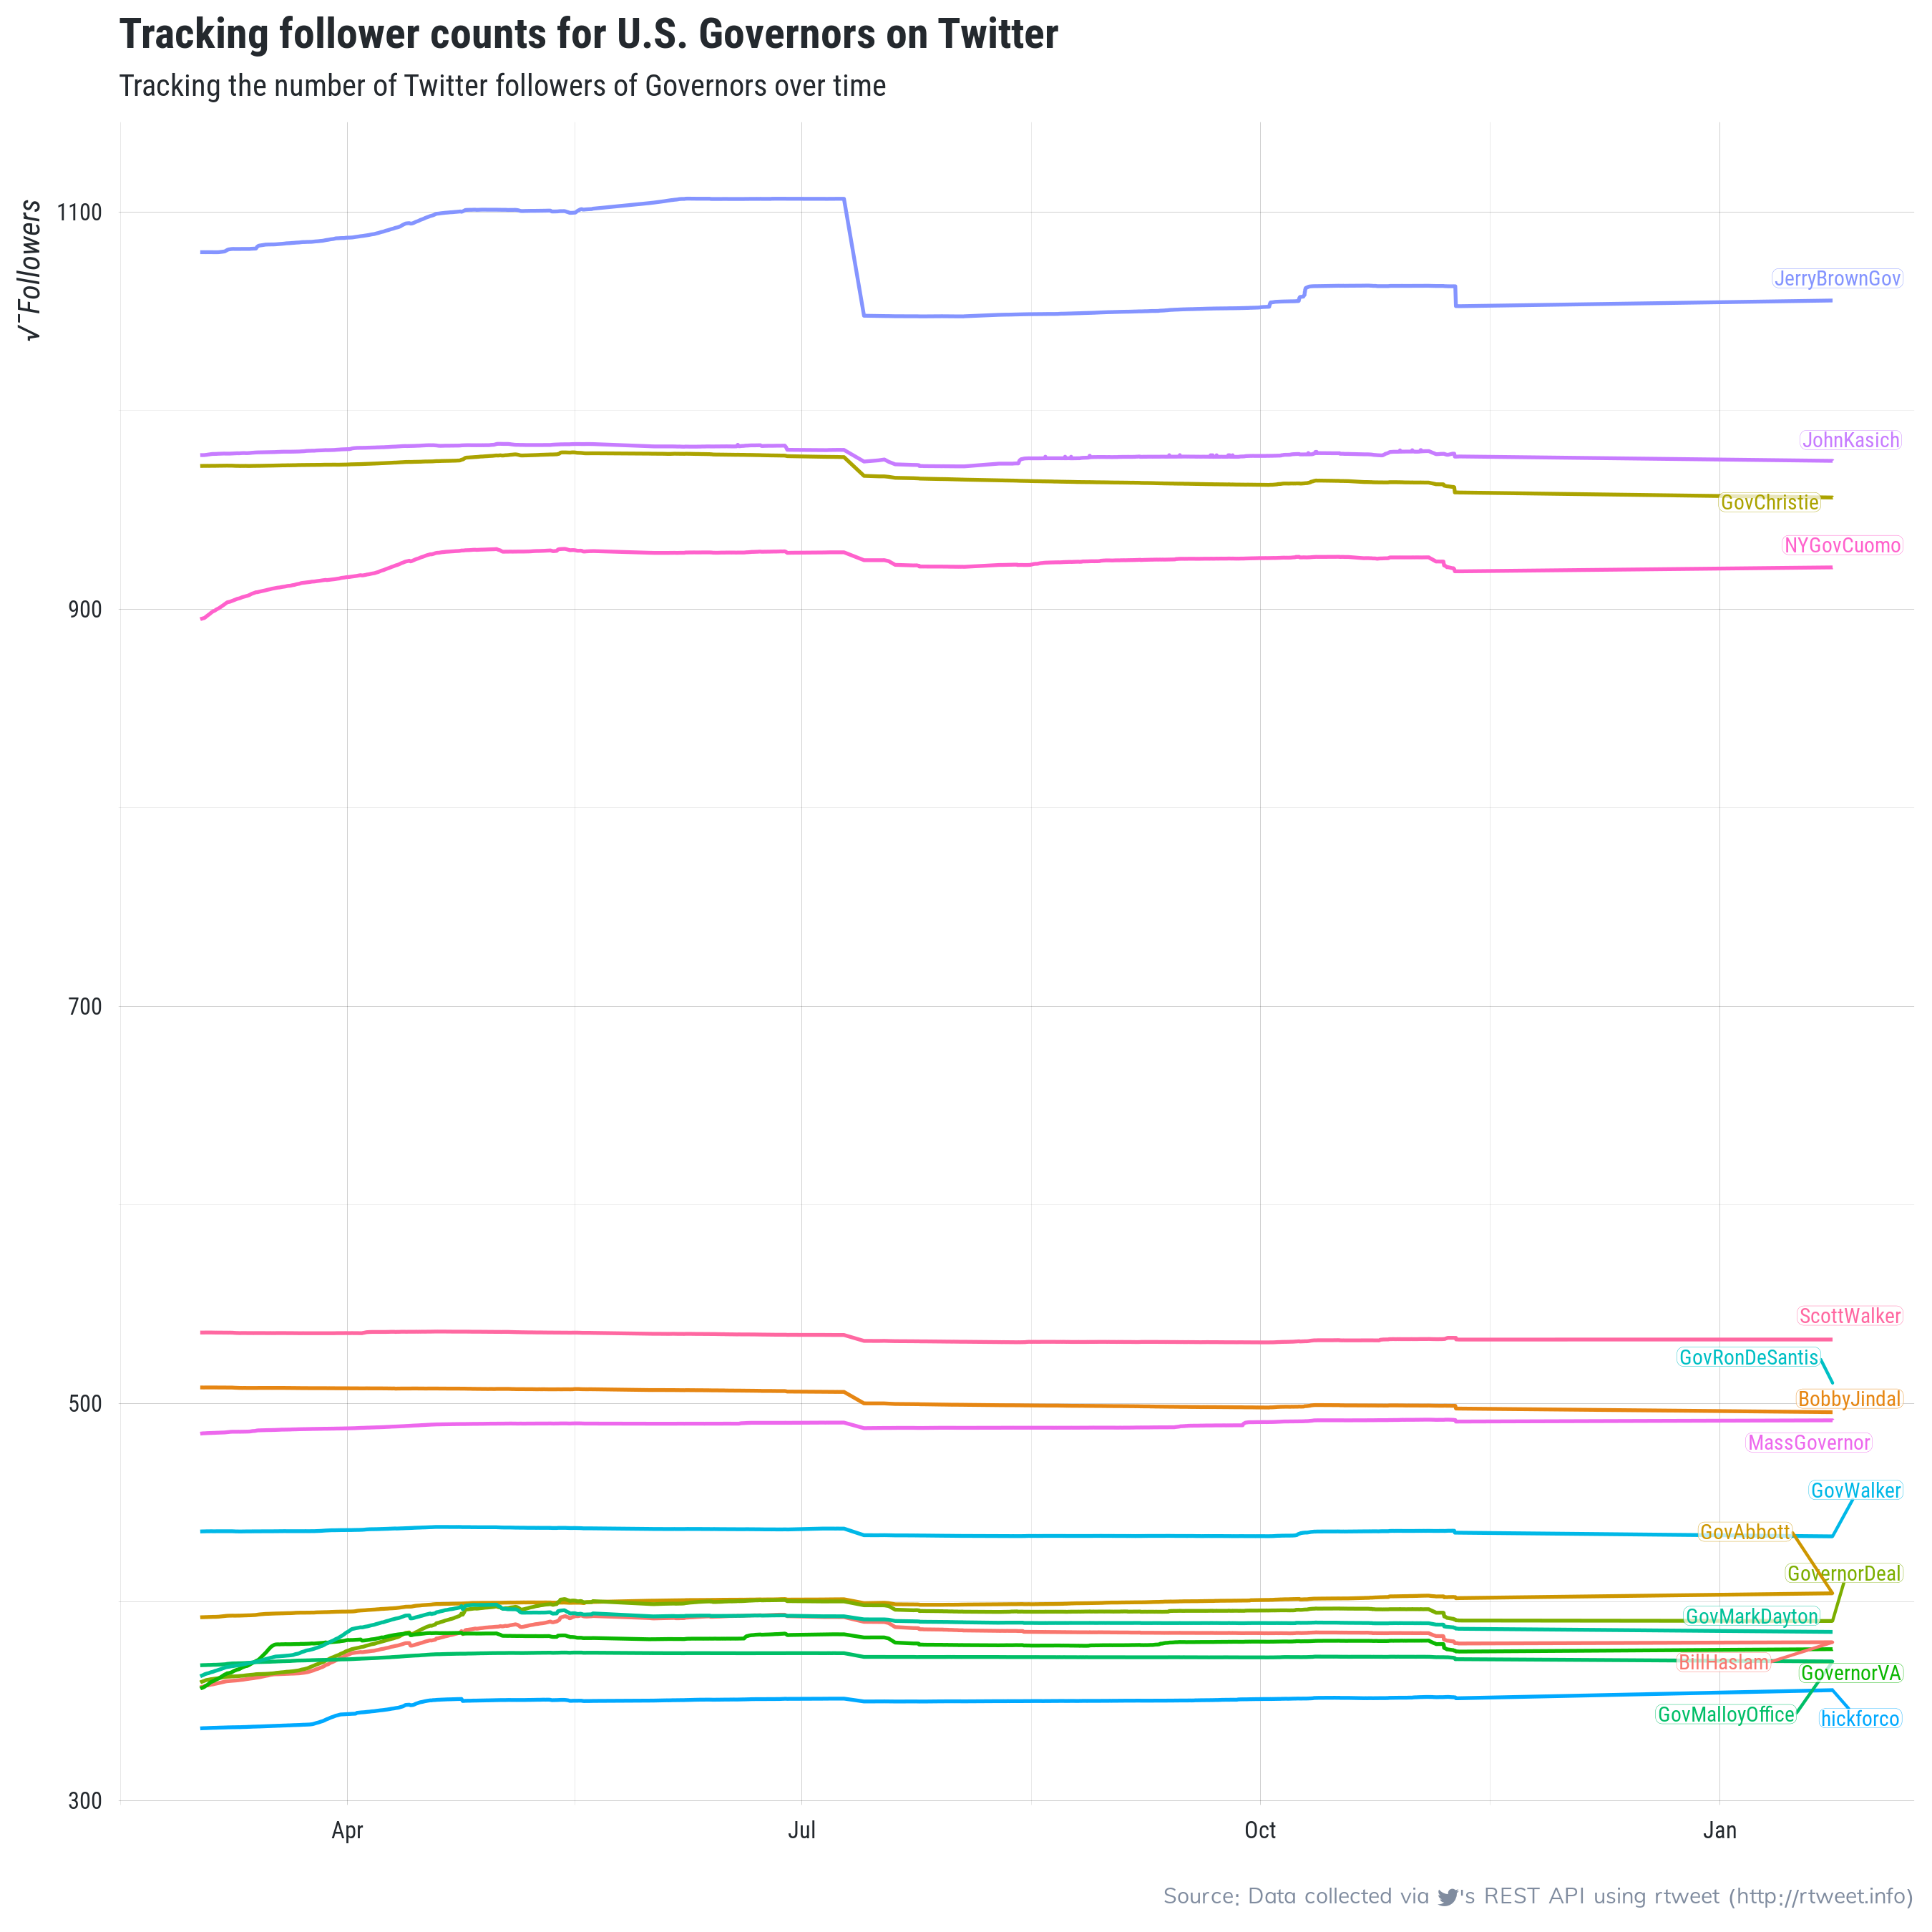 Tracking follower counts for U.S. Governors on Twitter
Tracking the number of Twitter followers of Governors over time
√‾Followers
1100
900
700
500
300
JerryBrownGov
JohnKasich
GovChristie
NYGovCuomo
ScottWalker
GovRonDeSantis
BobbyJindal
MassGovernor
GovWalker
GovAbbott
GovernorDeal
GovMarkDayton
BillHaslam
GovernorVA
GovMalloyOffice
hickforco
Apr Jul Oct Jan
Source: Data collected via 's REST API using rtweet (http://rtweet.info)